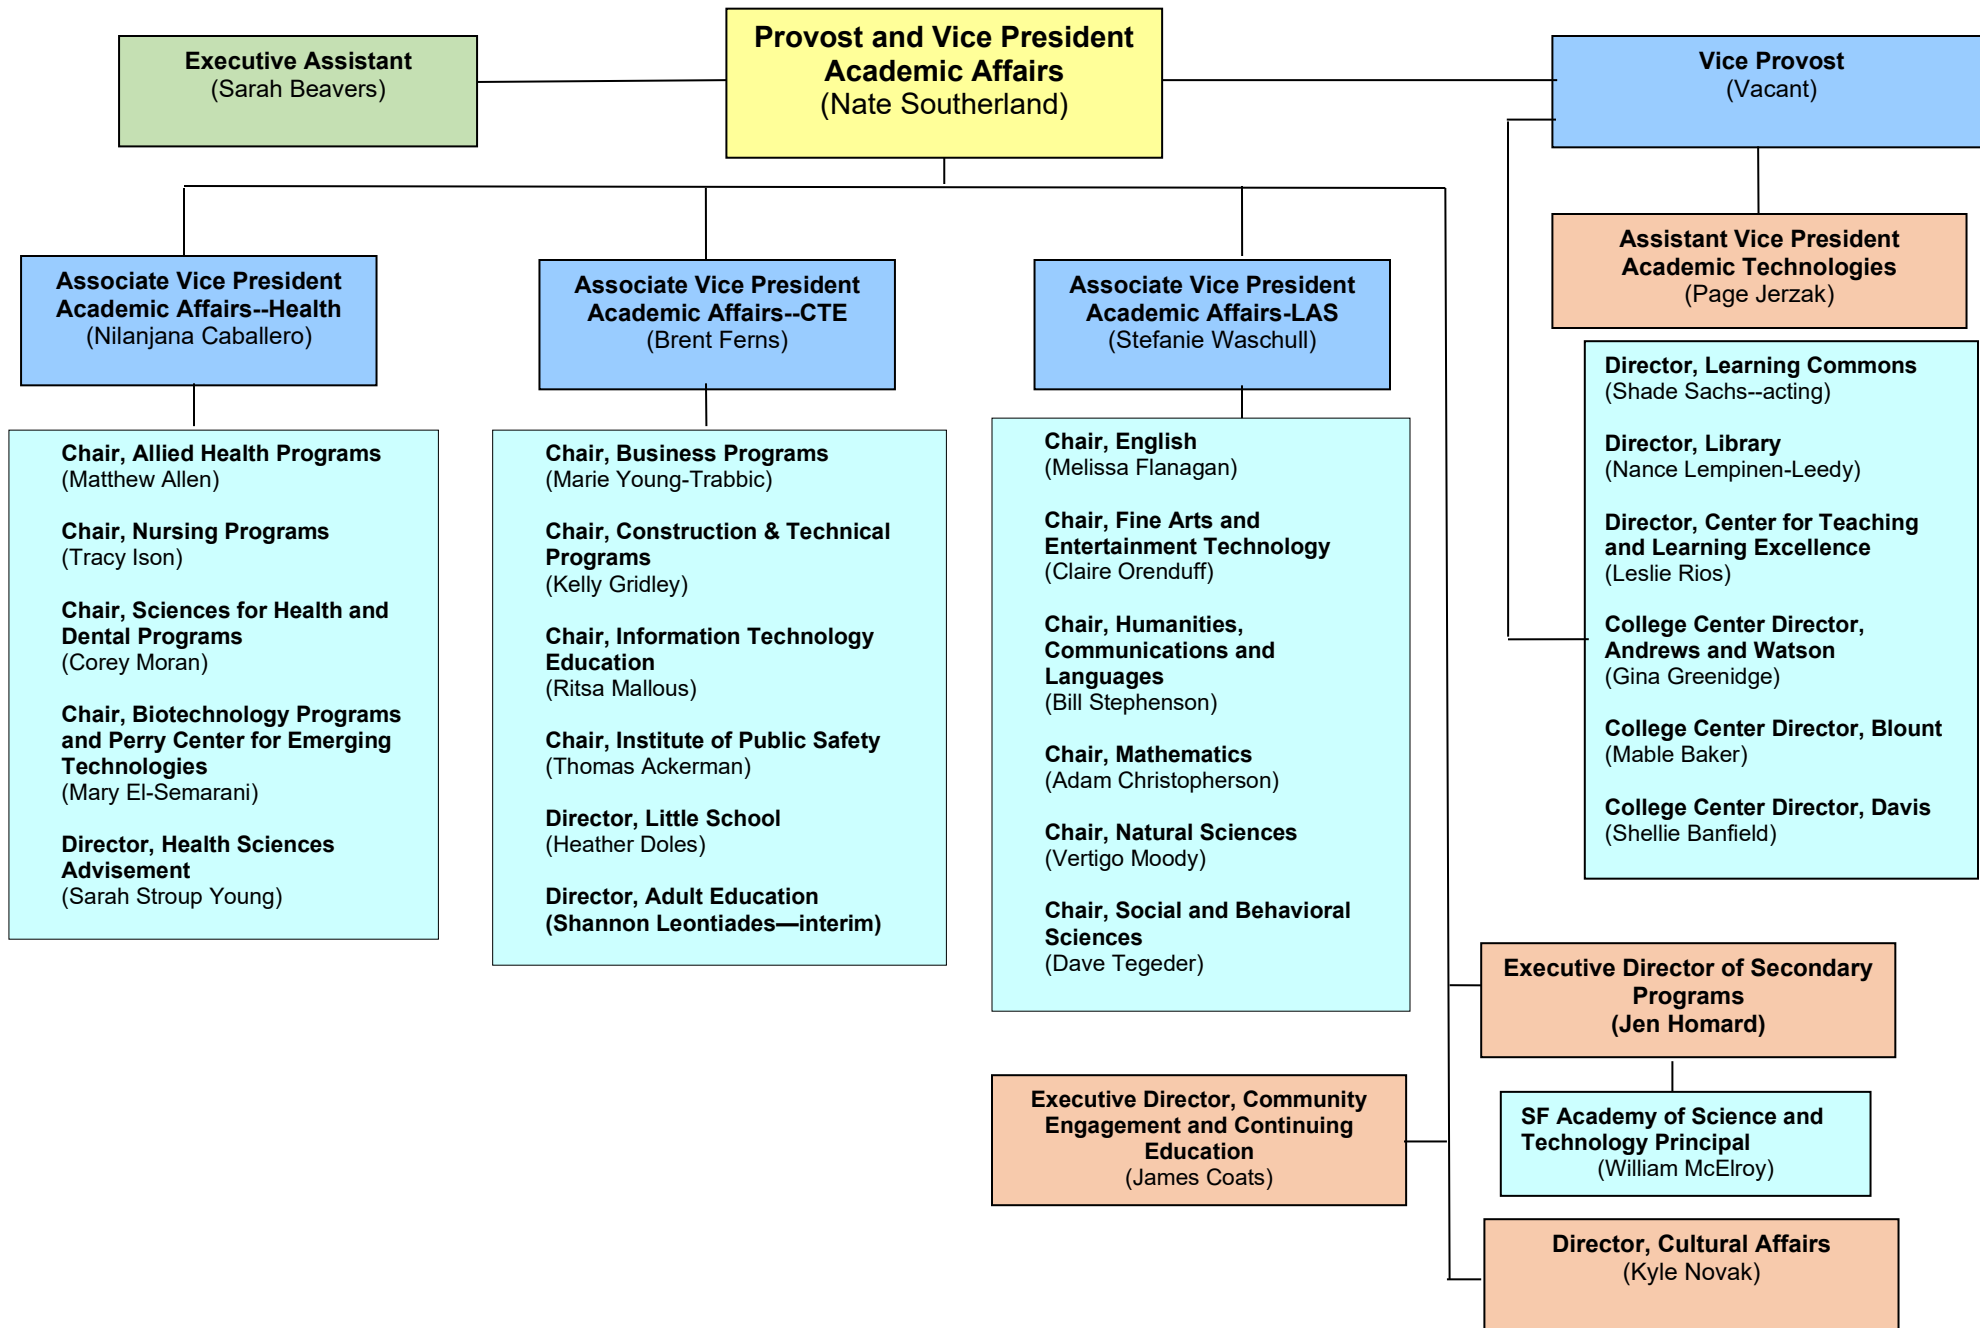 Executive Assistant
(Sarah Beavers)
Provost and Vice President
Academic Affairs
(Nate Southerland)
Vice Provost
(Vacant)
Assistant Vice President
Academic Technologies
(Page Jerzak)
Associate Vice President
Academic Affairs--Health
(Nilanjana Caballero)
Associate Vice President
Academic Affairs--CTE
(Brent Ferns)
Associate Vice President
Academic Affairs-LAS
(Stefanie Waschull)
Chair, Allied Health Programs
(Matthew Allen)
Chair, Nursing Programs
(Tracy Ison)
Chair, Sciences for Health and
Dental Programs
(Corey Moran)
Chair, Biotechnology Programs
and Perry Center for Emerging
Technologies
(Mary El-Semarani)
Director, Health Sciences
Advisement
(Sarah Stroup Young)
Chair, Business Programs
(Marie Young-Trabbic)
Chair, Construction & Technical
Programs
(Kelly Gridley)
Chair, Information Technology
Education
(Ritsa Mallous)
Chair, Institute of Public Safety
(Thomas Ackerman)
Director, Little School
(Heather Doles)
Director, Adult Education
(Shannon Leontiades—interim)
Chair, English
(Melissa Flanagan)
Chair, Fine Arts and
Entertainment Technology
(Claire Orenduff)
Chair, Humanities,
Communications and
Languages
(Bill Stephenson)
Chair, Mathematics
(Adam Christopherson)
Chair, Natural Sciences
(Vertigo Moody)
Chair, Social and Behavioral
Sciences
(Dave Tegeder)
Director, Learning Commons
(Shade Sachs--acting)
Director, Library
(Nance Lempinen-Leedy)
Director, Center for Teaching
and Learning Excellence
(Leslie Rios)
College Center Director,
Andrews and Watson
(Gina Greenidge)
College Center Director, Blount
(Mable Baker)
College Center Director, Davis
(Shellie Banfield)
Executive Director of Secondary
Programs
(Jen Homard)
Executive Director, Community
Engagement and Continuing
Education
(James Coats)
SF Academy of Science and
Technology Principal
(William McElroy)
Director, Cultural Affairs
(Kyle Novak)